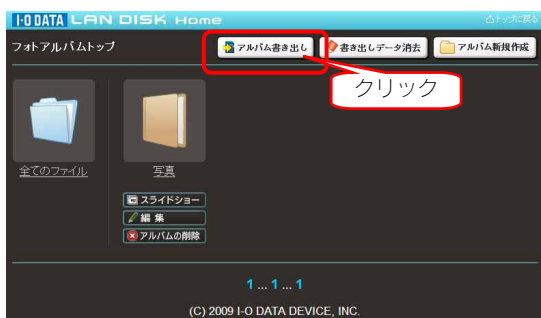 I-O DATA LAN DISK Home
凸トップに戻る
フォトアルバムトップ
アルバム書き出し
書き出しデータ消去
アルバム新規作成
クリック
全てのファイル
写真
スライドショー
編 集
アルバムの削除
1 ... 1 ... 1
(C) 2009 I-O DATA DEVICE, INC.